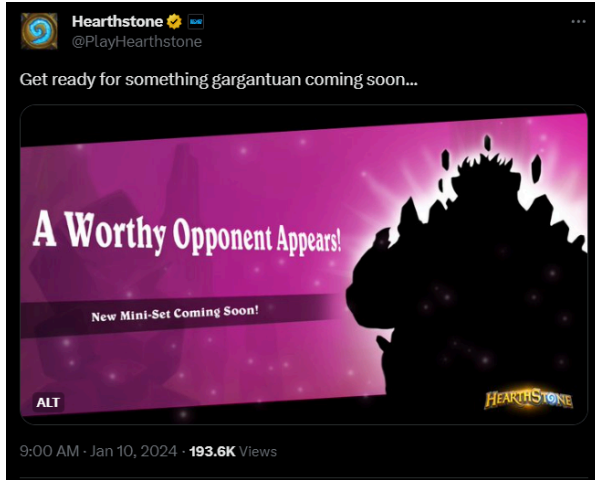 Hearthstone
@PlayHearthstone
Get ready for something gargantuan coming soon...
A Worthy Opponent Appears!
New Mini-Set Coming Soon!
ALT
HEARTHSTONE
9:00 AM · Jan 10, 2024 · 193.6K Views